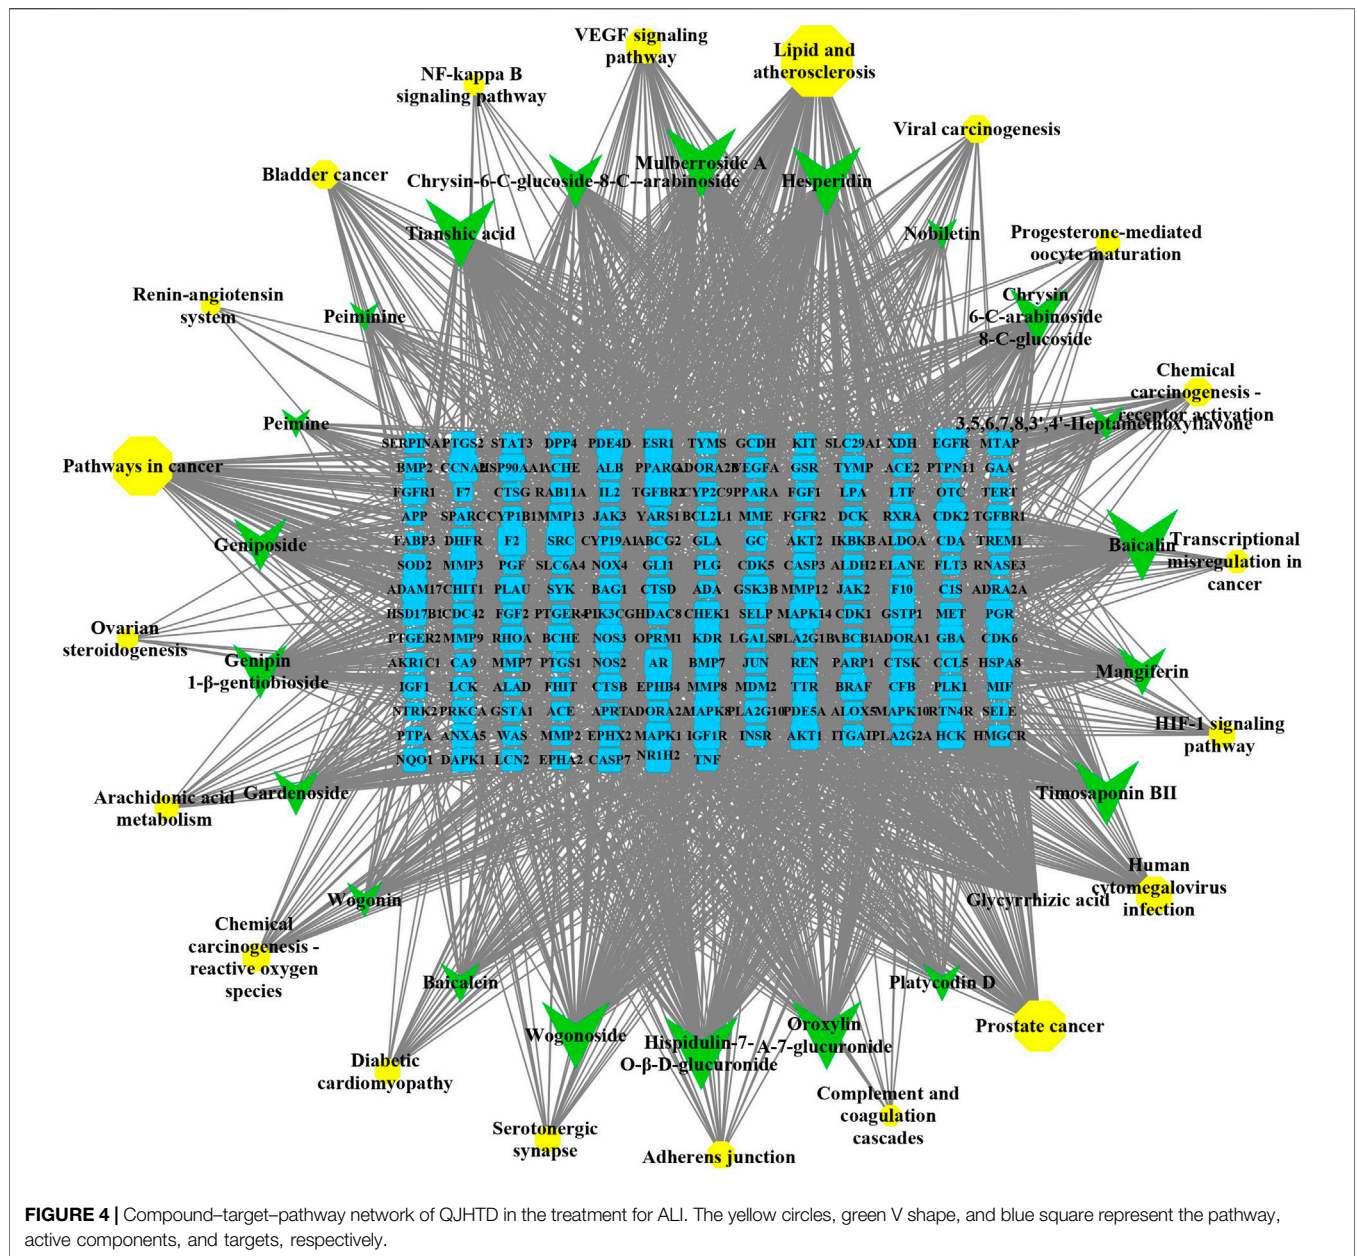 VEGF signaling
pathway
Lipid and
atherosclerosis
NF-kappa B
signaling pathway
Viral carcinogenesis
Bladder cancer
Mulberroside A
Chrysin-6-C-glucoside-8-C--arabinoside
Hesperidin
Tianshic acid
Nobiletin
Progesterone-mediated
oocyte maturation
Renin-angiotensin
system
Peiminine
Chrysin
6-C-arabinoside
8-C-glucoside
Chemical
carcinogenesis -
receptor activation
Peimine
3,5,6,7,8,3',4'-Heptamethoxyflavone
Pathways in cancer
SERPINA PTGS2 STAT3 DPP4 PDE4D ESR1 TYMS GCDH KIT SLC29A1 XDH EGFR MTAP
BMP2 CCNA2 HSP90AA1 ACHE ALB PPARG ADORA2B VEGFA GSR TYMP ACE2 PTPN11 GAA
FGFR1 F7 CTSG RAB11A IL2 TGFBR2 CYP2C9 PPARA FGF1 LPA LTF OTC TERT
APP SPARC CYP1B1 MMP13 JAK3 YARS1 BCL2L1 MME FGFR2 DCK RXRA CDK2 TGFBR1
FABP3 DHFR F2 SRC CYP19A1 ABCG2 GLA GC AKT2 IKBKB ALDOA CDA TREM1
SOD2 MMP3 PGF SLC6A4 NOX4 GLI1 PLG CDK5 CASP3 ALDH2 ELANE FLT3 RNASE3
ADAM17 CHIT1 PLAU SYK BAG1 CTSD ADA GSK3B MMP12 JAK2 F10 C1S ADRA2A
HSD17B1 CDC42 FGF2 PTGER4 PIK3CG HDAC8 CHEK1 SELP MAPK14 CDK1 GSTP1 MET PGR
PTGER2 MMP9 RHOA BCHE NOS3 OPRM1 KDR LGALS9 PLA2G1B ABCB1 ADORA1 GBA CDK6
AKR1C1 CA9 MMP7 PTGS1 NOS2 AR BMP7 JUN REN PARP1 CTSK CCL5 HSPA8
IGF1 LCK ALAD FHIT CTSB EPHB4 MMP8 MDM2 TTR BRAF CFB PLK1 MIF
NTRK2 PRKCA GSTA1 ACE APRT ADORA2A MAPK8 PLA2G10 PDE5A ALOX5 MAPK10 RTN4R SELE
PTPA ANXA5 WAS MMP2 EPHX2 MAPK1 IGF1R INSR AKT1 ITGAL PLA2G2A HCK HMGCR
NQO1 DAPK1 LCN2 EPHA2 CASP7 NR1H2 TNF
Geniposide
Baicalin
Transcriptional
misregulation in
cancer
Ovarian
steroidogenesis
Genipin
1-β-gentiobioside
Mangiferin
HIF-1 signaling
pathway
Arachidonic acid
metabolism
Gardenoside
Timosaponin BII
Human
cytomegalovirus
infection
Wogonin
Glycyrrhizic acid
Chemical
carcinogenesis -
reactive oxygen
species
Baicalein
Platycodin D
Prostate cancer
Wogonoside
Hispidulin-7-
O-β-D-glucuronide
Oroxylin
A-7-glucuronide
Diabetic
cardiomyopathy
Complement and
coagulation
cascades
Serotonergic
synapse
Adherens junction
FIGURE 4 | Compound–target–pathway network of QJHTD in the treatment for ALI. The yellow circles, green V shape, and blue square represent the pathway,
active components, and targets, respectively.